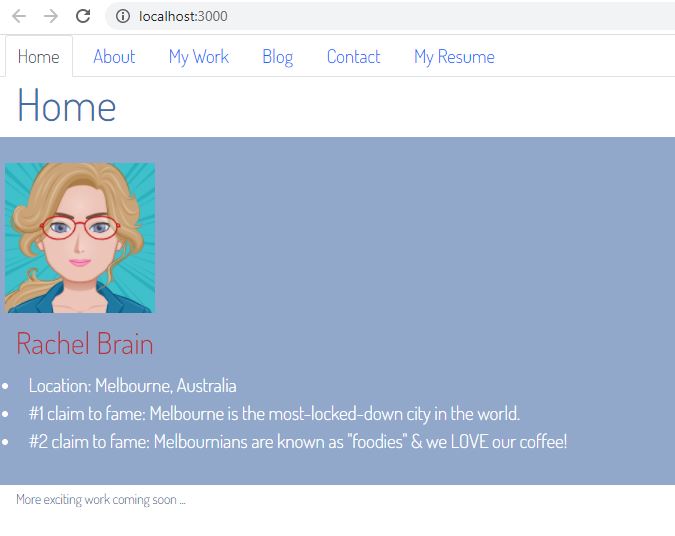 localhost:3000
Home About My Work Blog Contact My Resume
Home
Rachel Brain
Location: Melbourne, Australia
#1 claim to fame: Melbourne is the most-locked-down city in the world.
#2 claim to fame: Melbournians are known as "foodies" & we LOVE our coffee!
More exciting work coming soon ...